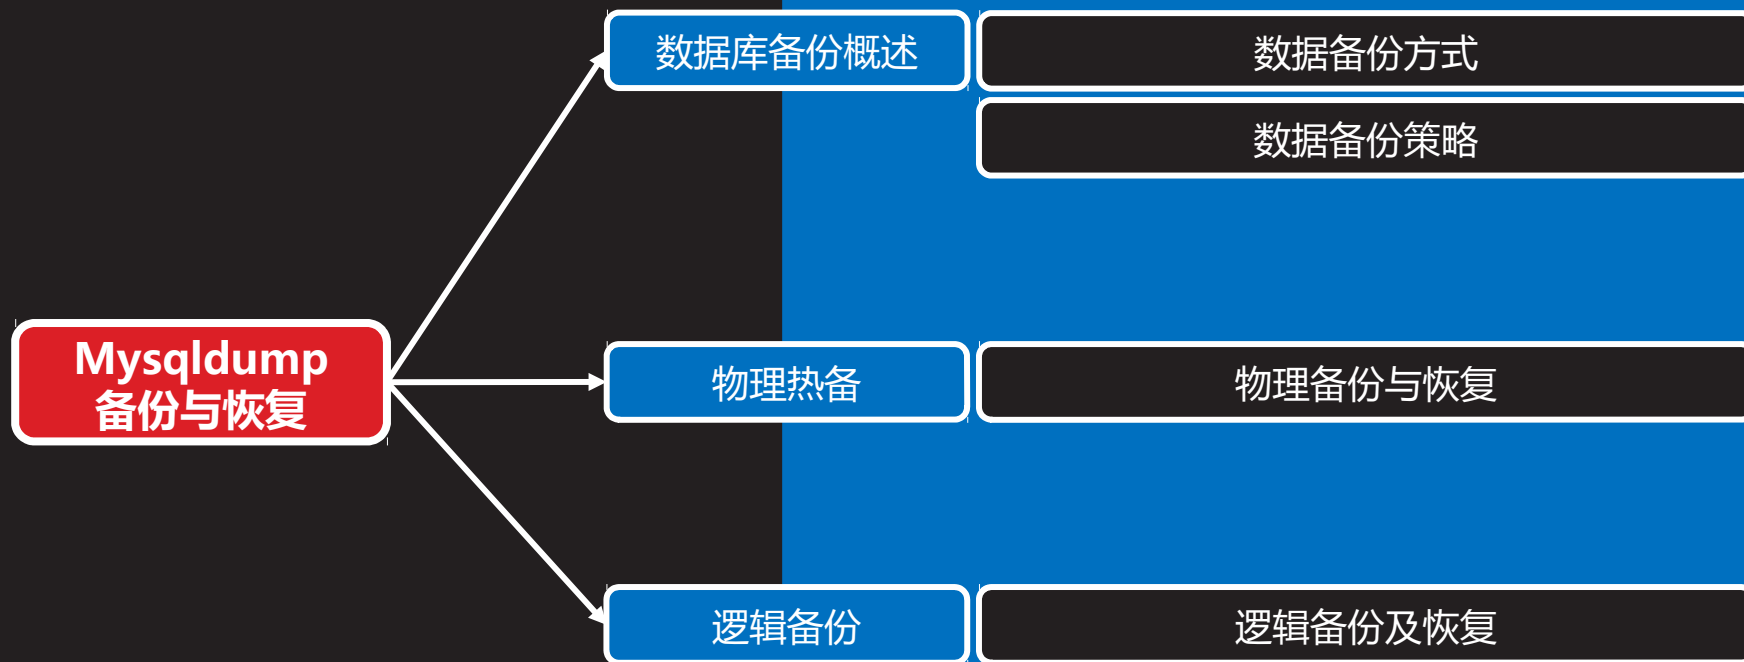 数据库备份概述
数据备份方式
数据备份策略
Mysqldump
备份与恢复
物理热备
物理备份与恢复
逻辑备份
逻辑备份及恢复